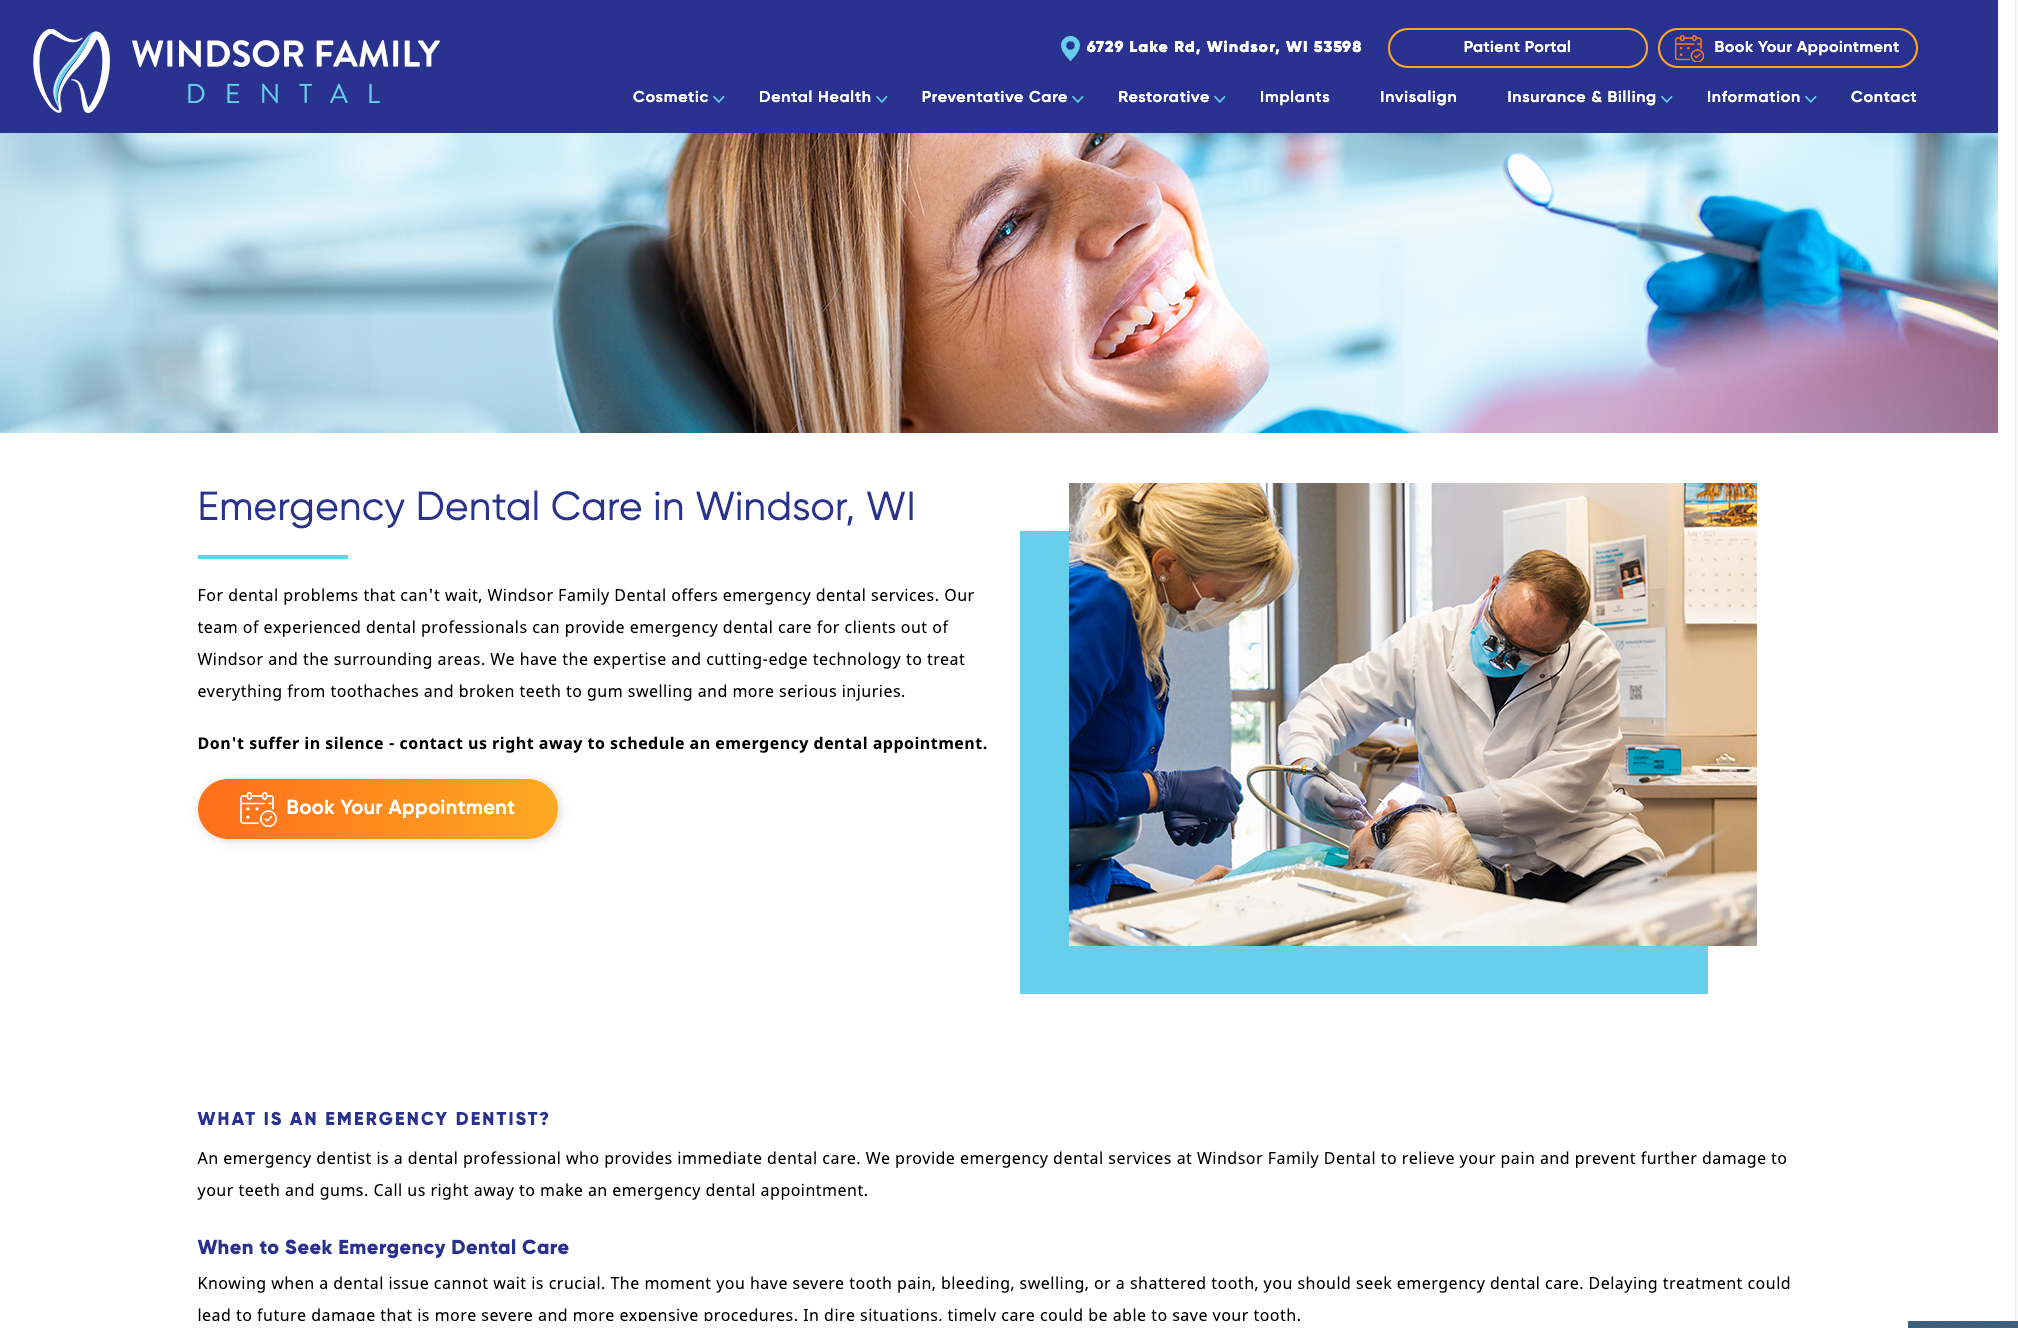 WINDSOR FAMILY
DENTAL
6729 Lake Rd, Windsor, WI 53598
Patient Portal
Book Your Appointment
Cosmetic
Dental Health
Preventative Care
Restorative
Implants
Invisalign
Insurance & Billing
Information
Contact
Emergency Dental Care in Windsor, WI
For dental problems that can't wait, Windsor Family Dental offers emergency dental services. Our
team of experienced dental professionals can provide emergency dental care for clients out of
Windsor and the surrounding areas. We have the expertise and cutting-edge technology to treat
everything from toothaches and broken teeth to gum swelling and more serious injuries.
Don't suffer in silence - contact us right away to schedule an emergency dental appointment.
Book Your Appointment
WHAT IS AN EMERGENCY DENTIST?
An emergency dentist is a dental professional who provides immediate dental care. We provide emergency dental services at Windsor Family Dental to relieve your pain and prevent further damage to
your teeth and gums. Call us right away to make an emergency dental appointment.
When to Seek Emergency Dental Care
Knowing when a dental issue cannot wait is crucial. The moment you have severe tooth pain, bleeding, swelling, or a shattered tooth, you should seek emergency dental care. Delaying treatment could
lead to future damage that is more severe and more expensive procedures. In dire situations, timely care could be able to save your tooth.